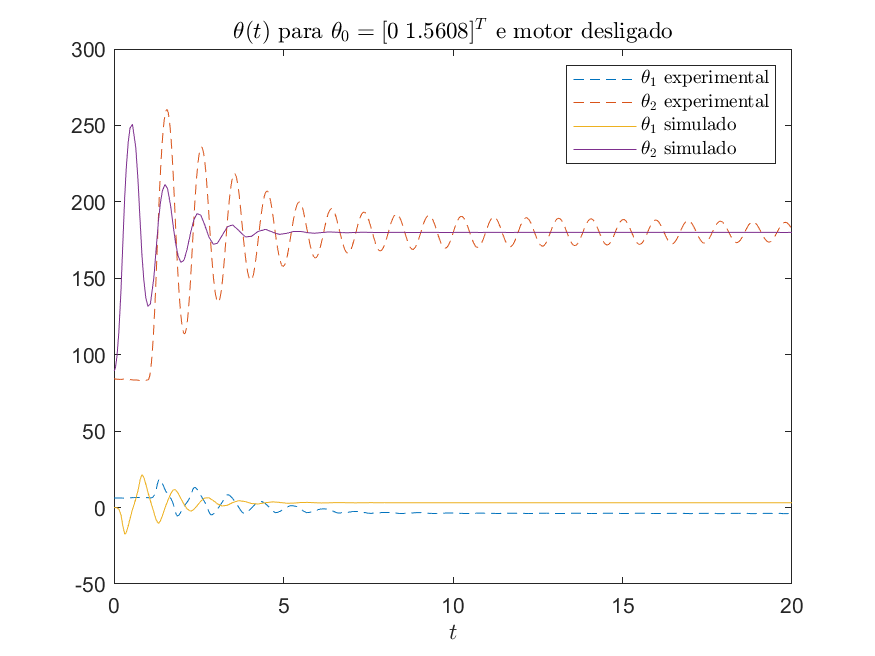 θ(t) para θ₀ = [0 1.5608]ᵀ e motor desligado
300
250
200
150
100
50
0
-50
0 5 10 15 20
t
θ₁ experimental
θ₂ experimental
θ₁ simulado
θ₂ simulado